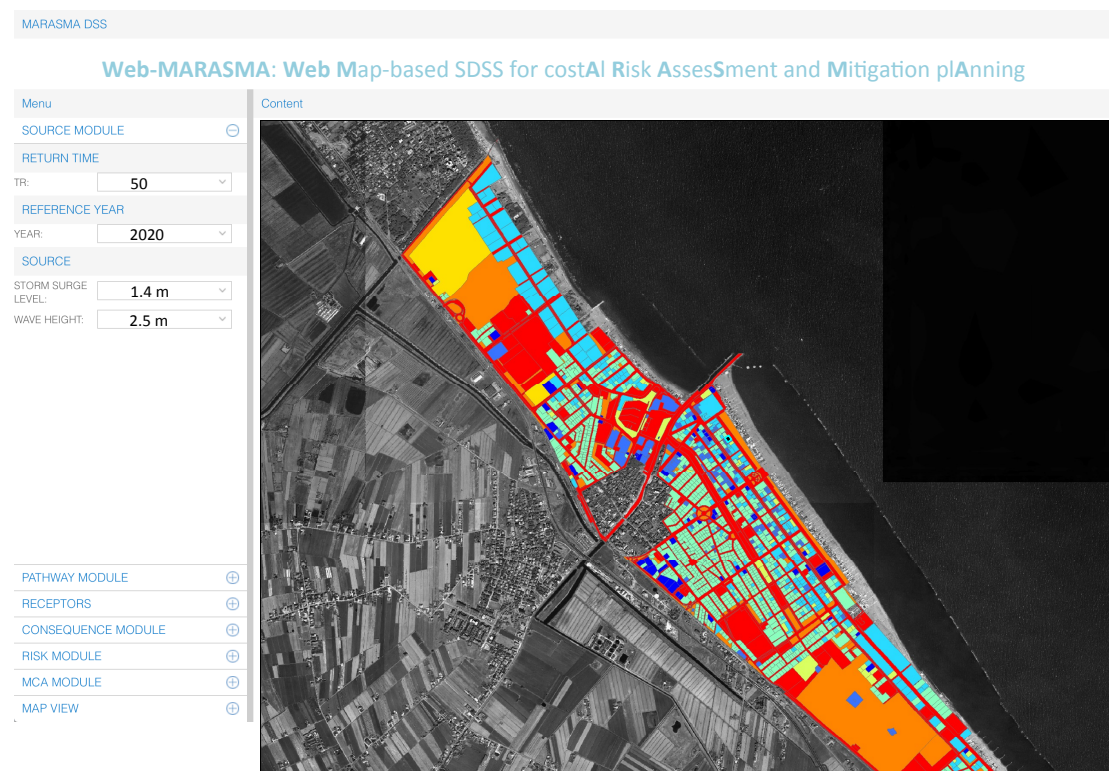 MARASMA DSS
Web-MARASMA: Web Map-based SDSS for costAl Risk AssesSment and Mitigation plAnning
Menu
Content
SOURCE MODULE
RETURN TIME
TR: 50
REFERENCE YEAR
YEAR: 2020
SOURCE
STORM SURGE
LEVEL: 1.4 m
WAVE HEIGHT: 2.5 m
PATHWAY MODULE
RECEPTORS
CONSEQUENCE MODULE
RISK MODULE
MCA MODULE
MAP VIEW